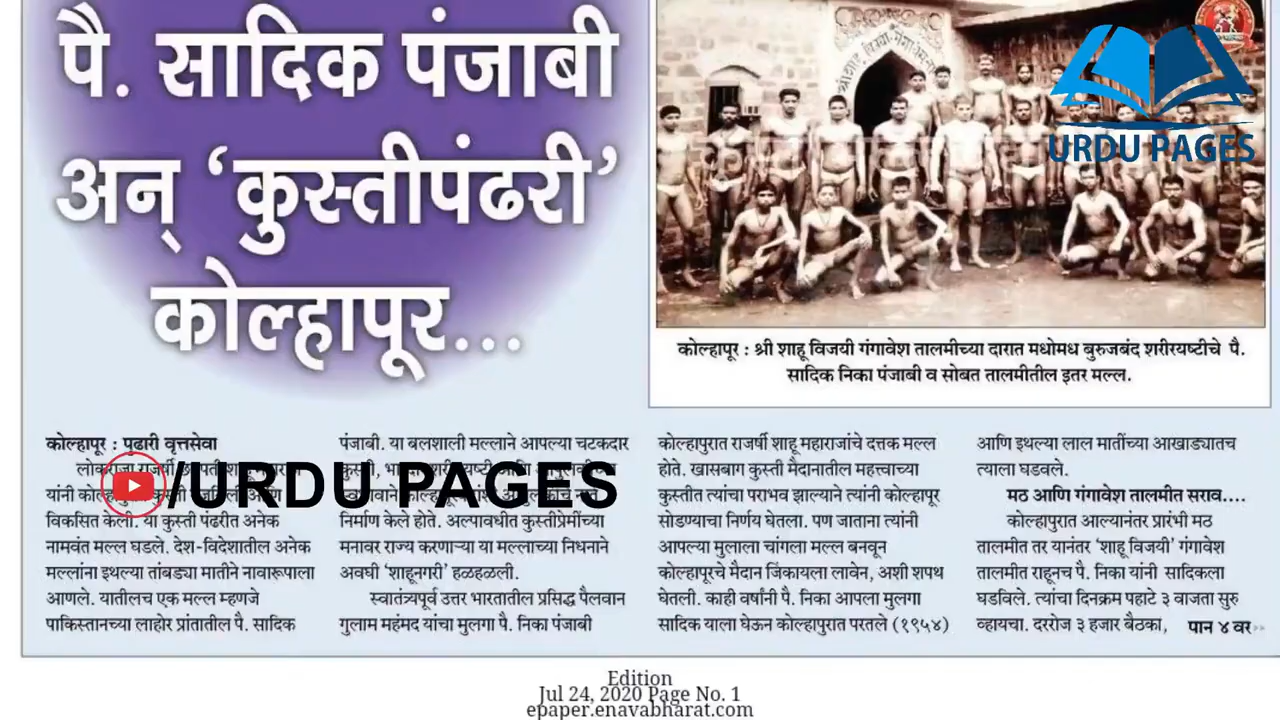 पै. सादिक पंजाबी
अन् ‘कुस्तीपंढरी’
कोल्हापूर...
श्री शाहू विजयी गंगावेश
URDU PAGES
कोल्हापूर : श्री शाहू विजयी गंगावेश तालमीच्या दारात मधोमध बुरुजबंद शरीरयष्टीचे पै.
सादिक निका पंजाबी व सोबत तालमीतील इतर मल्ल.
कोल्हापूर : पुढारी वृत्तसेवा
लोकराजा राजर्षी
यांनी
विकसित केली. या कुस्ती पंढरीत अनेक
नामवंत मल्ल घडले. देश-विदेशातील अनेक
मल्लांना इथल्या तांबड्या मातीने नावारूपाला
आणले. यातीलच एक मल्ल म्हणजे
पाकिस्तानच्या लाहोर प्रांतातील पै. सादिक
पंजाबी. या बलशाली मल्लाने आपल्या चटकदार
कुस्ती,
निर्माण केले होते. अल्पावधीत कुस्तीप्रेमींच्या
मनावर राज्य करणाऱ्या या मल्लाच्या निधनाने
अवघी ‘शाहूनगरी’ हळहळली.
स्वातंत्र्यपूर्व उत्तर भारतातील प्रसिद्ध पैलवान
गुलाम महंमद यांचा मुलगा पै. निका पंजाबी
/URDU PAGES
कोल्हापुरात राजर्षी शाहू महाराजांचे दत्तक मल्ल
होते. खासबाग कुस्ती मैदानातील महत्त्वाच्या
कुस्तीत त्यांचा पराभव झाल्याने त्यांनी कोल्हापूर
सोडण्याचा निर्णय घेतला. पण जाताना त्यांनी
आपल्या मुलाला चांगला मल्ल बनवून
कोल्हापूरचे मैदान जिंकायला लावेन, अशी शपथ
घेतली. काही वर्षांनी पै. निका आपला मुलगा
सादिक याला घेऊन कोल्हापुरात परतले (१९५४)
आणि इथल्या लाल मातीच्या आखाड्यातच
त्याला घडवले.
मठ आणि गंगावेश तालमीत सराव....
कोल्हापुरात आल्यानंतर प्रारंभी मठ
तालमीत तर यानंतर ‘शाहू विजयी’ गंगावेश
तालमीत राहूनच पै. निका यांनी सादिकला
घडविले. त्यांचा दिनक्रम पहाटे ३ वाजता सुरु
व्हायचा. दररोज ३ हजार बैठका, पान ४ वर
Edition
Jul 24, 2020 Page No. 1
epaper.enavabharat.com